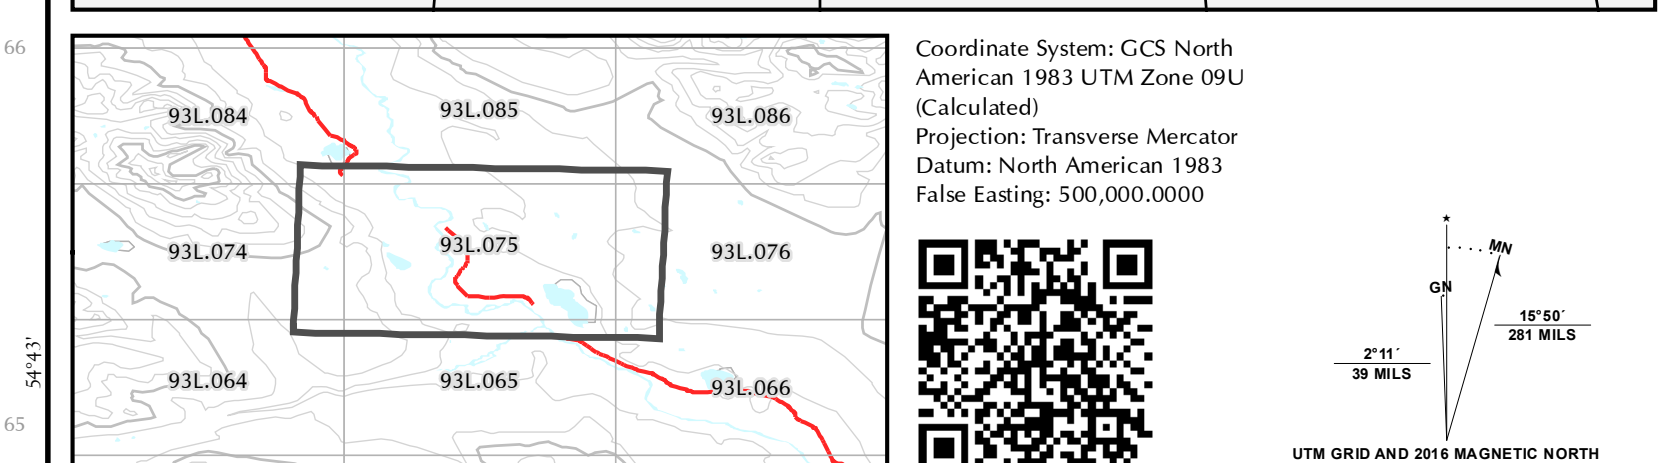 66
93L.084
93L.085
93L.086
93L.074
93L.075
93L.076
93L.064
93L.065
93L.066
54°43'
65
Coordinate System: GCS North
American 1983 UTM Zone 09U
(Calculated)
Projection: Transverse Mercator
Datum: North American 1983
False Easting: 500,000.0000
MN
GN
15°50´
281 MILS
2°11´
39 MILS
UTM GRID AND 2016 MAGNETIC NORTH